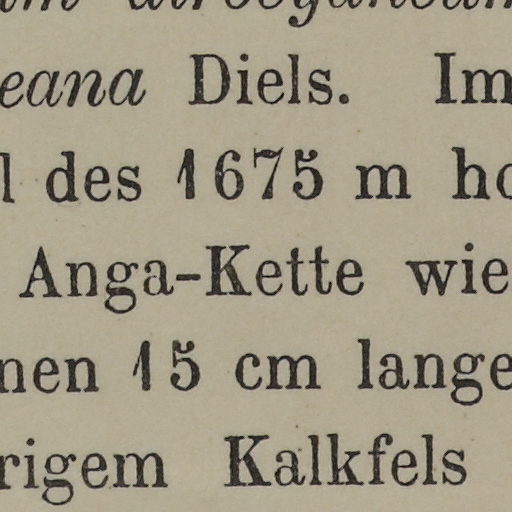 eana Diels. Im
l des 1675 m ho
Anga-Kette wie
nen 15 cm lange
rigem Kalkfels